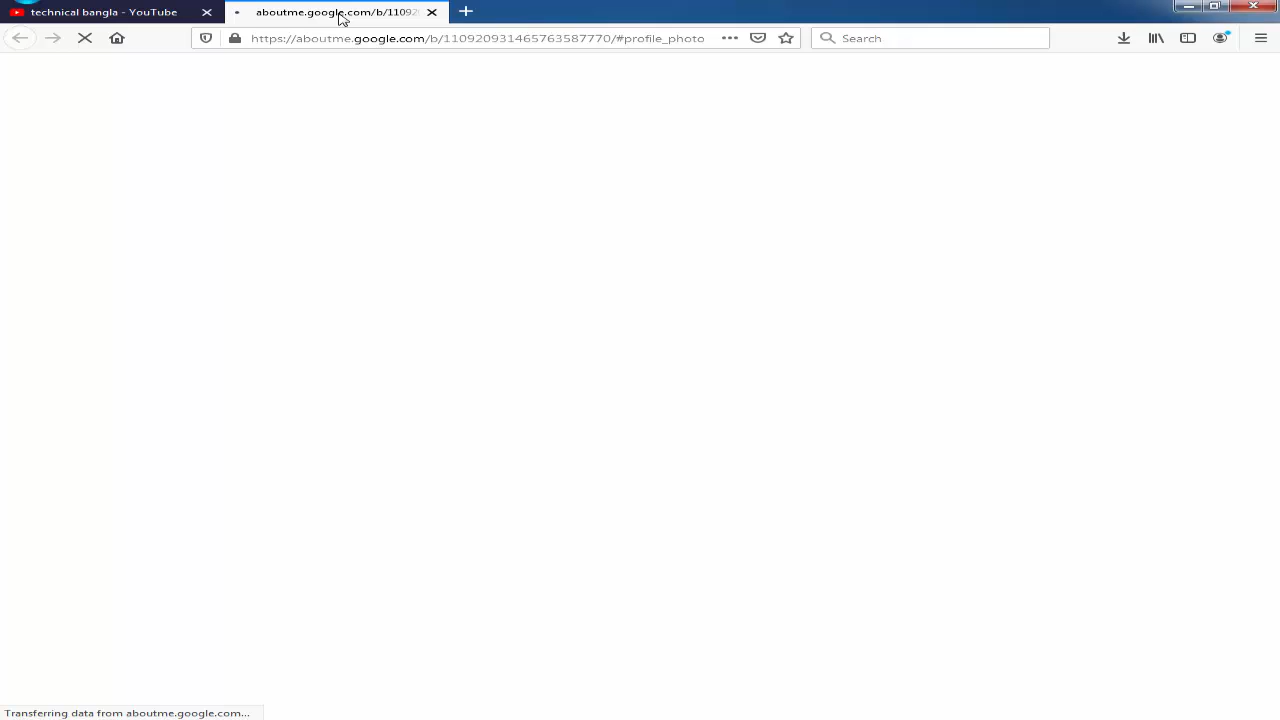 technical bangla - YouTube
aboutme.google.com/b/11092
https://aboutme.google.com/b/110920931465763587770/#profile_photo
Search
Transferring data from aboutme.google.com...